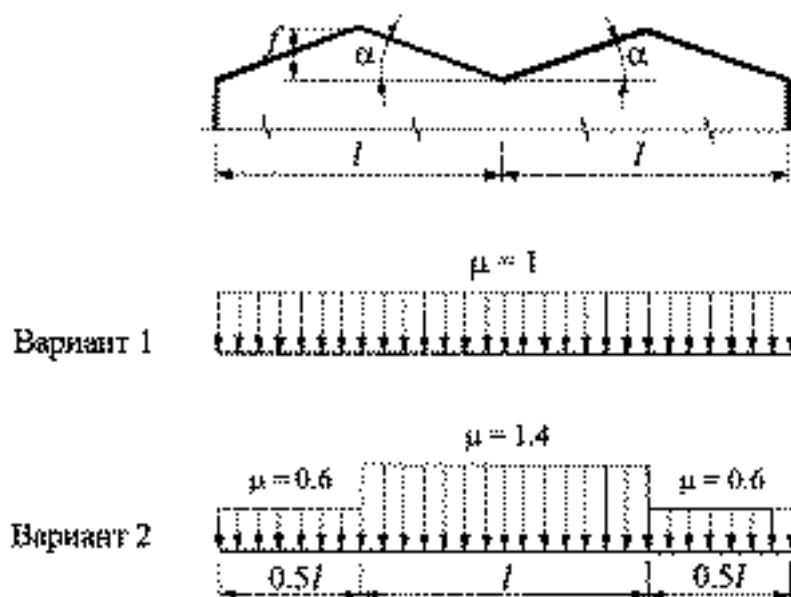 f α α
l l
μ = 1
Вариант 1
μ = 1.4
μ = 0.6 μ = 0.6
Вариант 2
0.5l l 0.5l